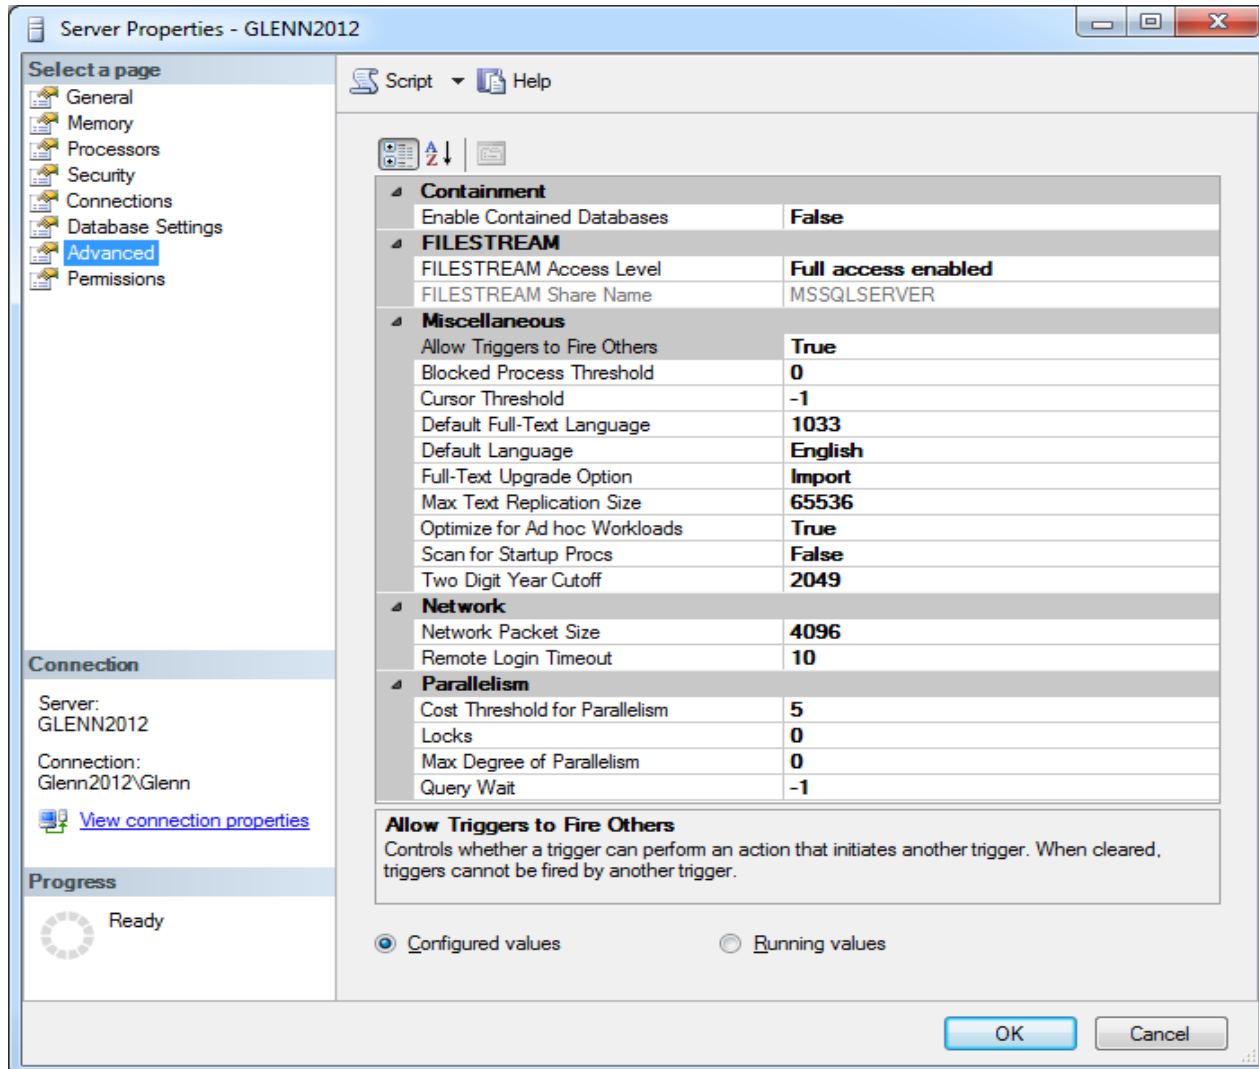 Server Properties - GLENN2012
Select a page
General
Memory
Processors
Security
Connections
Database Settings
Advanced
Permissions
Connection
Server:
GLENN2012
Connection:
Glenn2012\Glenn
View connection properties
Progress
Ready
Script Help
Containment
Enable Contained Databases False
FILESTREAM
FILESTREAM Access Level Full access enabled
FILESTREAM Share Name MSSQLSERVER
Miscellaneous
Allow Triggers to Fire Others True
Blocked Process Threshold 0
Cursor Threshold -1
Default Full-Text Language 1033
Default Language English
Full-Text Upgrade Option Import
Max Text Replication Size 65536
Optimize for Ad hoc Workloads True
Scan for Startup Procs False
Two Digit Year Cutoff 2049
Network
Network Packet Size 4096
Remote Login Timeout 10
Parallelism
Cost Threshold for Parallelism 5
Locks 0
Max Degree of Parallelism 0
Query Wait -1
Allow Triggers to Fire Others
Controls whether a trigger can perform an action that initiates another trigger. When cleared,
triggers cannot be fired by another trigger.
Configured values Running values
OK Cancel